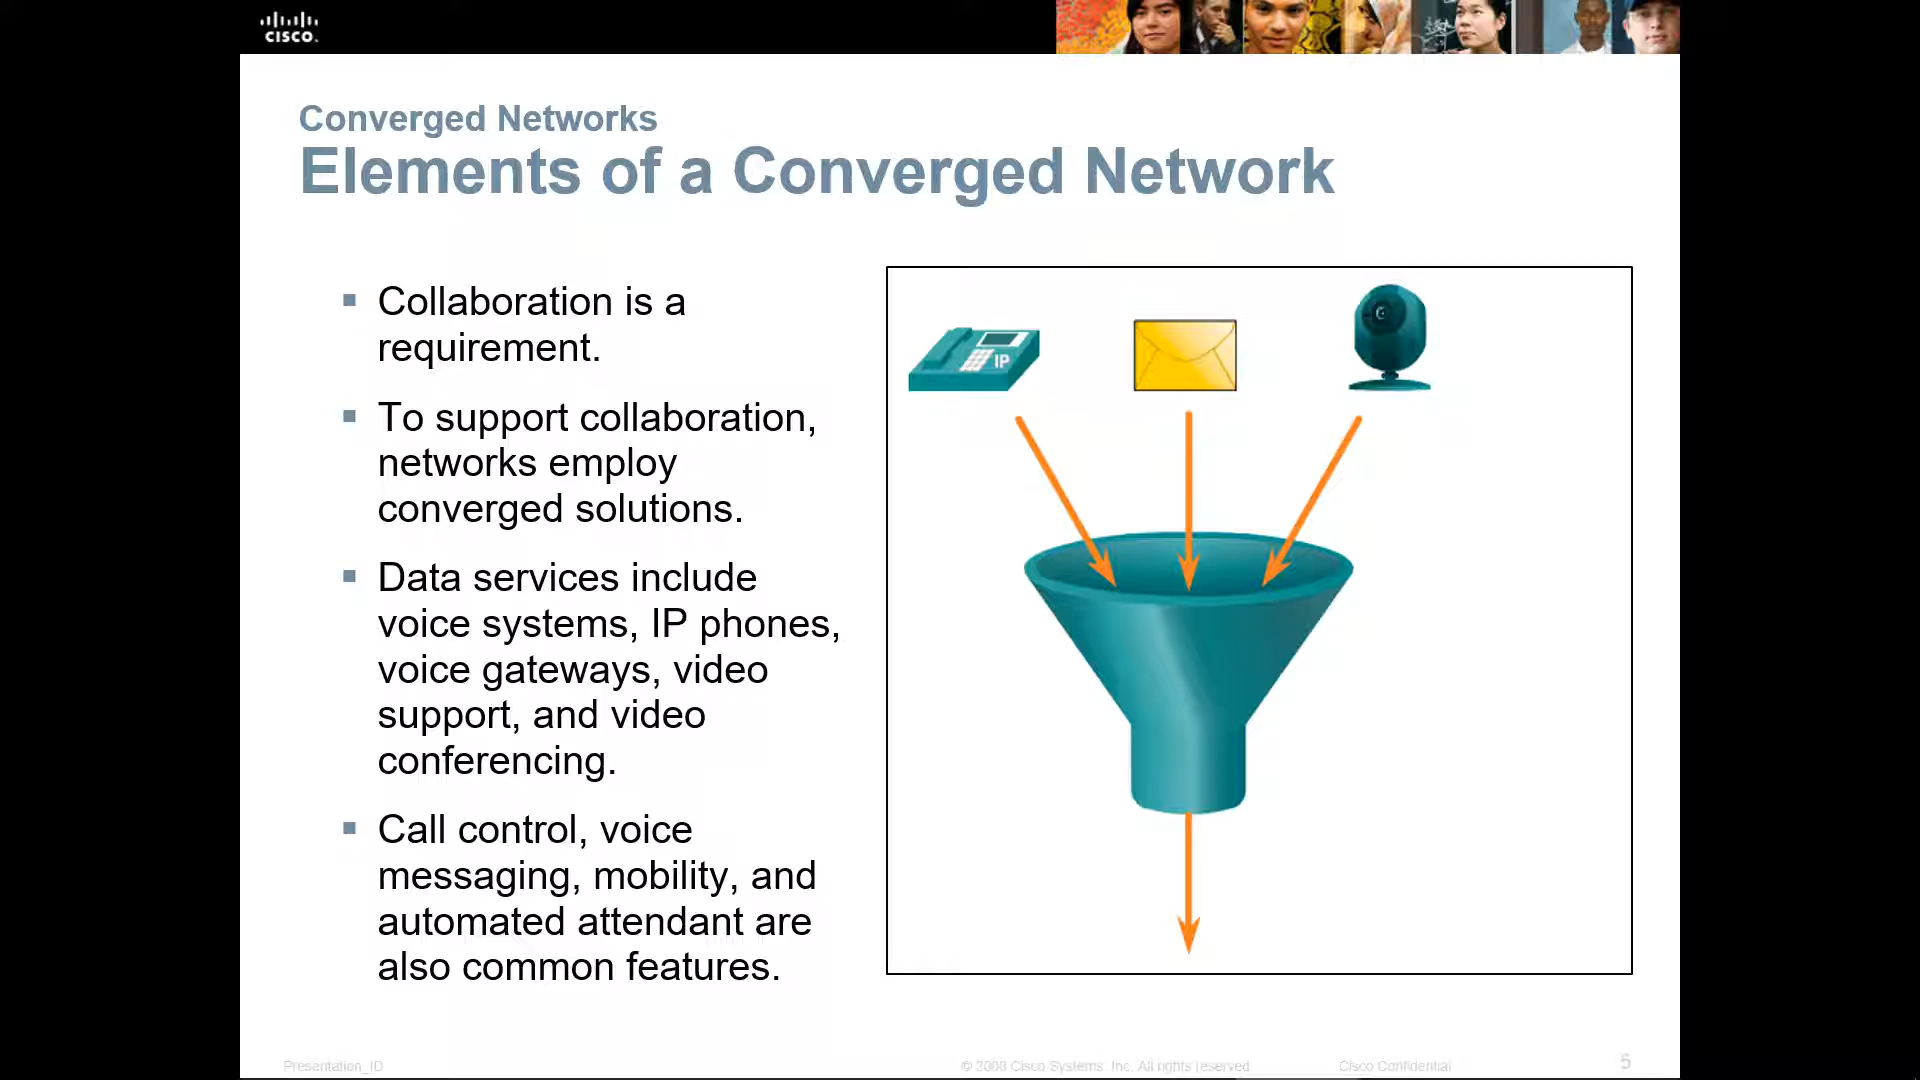 CISCO.
Converged Networks
Elements of a Converged Network
Collaboration is a
requirement.
To support collaboration,
networks employ
converged solutions.
Data services include
voice systems, IP phones,
voice gateways, video
support, and video
conferencing.
Call control, voice
messaging, mobility, and
automated attendant are
also common features.
IP
Presentation_ID
© 2008 Cisco Systems, Inc. All rights reserved
Cisco Confidential
5